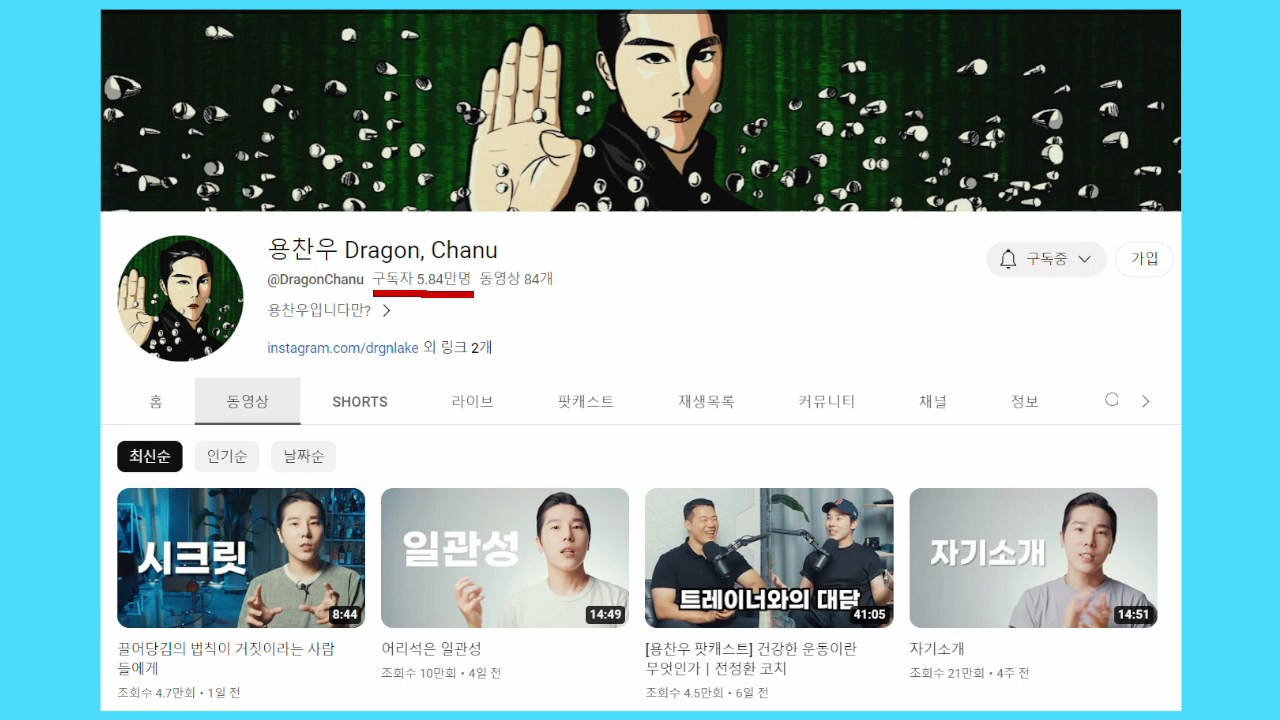 용찬우 Dragon, Chanu
@DragonChanu 구독자 5.84만명 동영상 84개
용찬우입니다만?
instagram.com/drgnlake 외 링크 2개
구독중
가입
홈 동영상 SHORTS 라이브 팟캐스트 재생목록 커뮤니티 채널 정보
최신순 인기순 날짜순
시크릿
8:44
일관성
14:49
트레이너와의 대담
41:05
자기소개
14:51
끌어당김의 법칙이 거짓이라는 사람
들에게
조회수 4.7만회 • 1일 전
어리석은 일관성
조회수 10만회 • 4일 전
[용찬우 팟캐스트] 건강한 운동이란
무엇인가 | 전정환 코치
조회수 4.5만회 • 6일 전
자기소개
조회수 21만회 • 4주 전